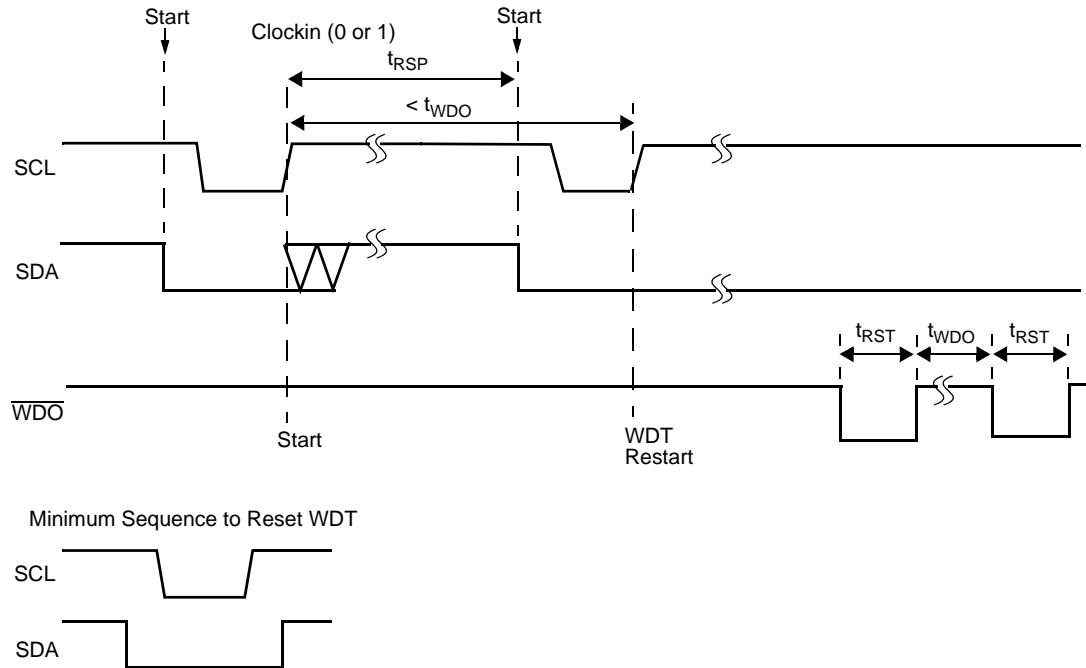 Start
Start
Clockin (0 or 1)
tRSP
< tWDO
SCL
SDA
tRST
tWDO
tRST
WDO
Start
WDT
Restart
Minimum Sequence to Reset WDT
SCL
SDA